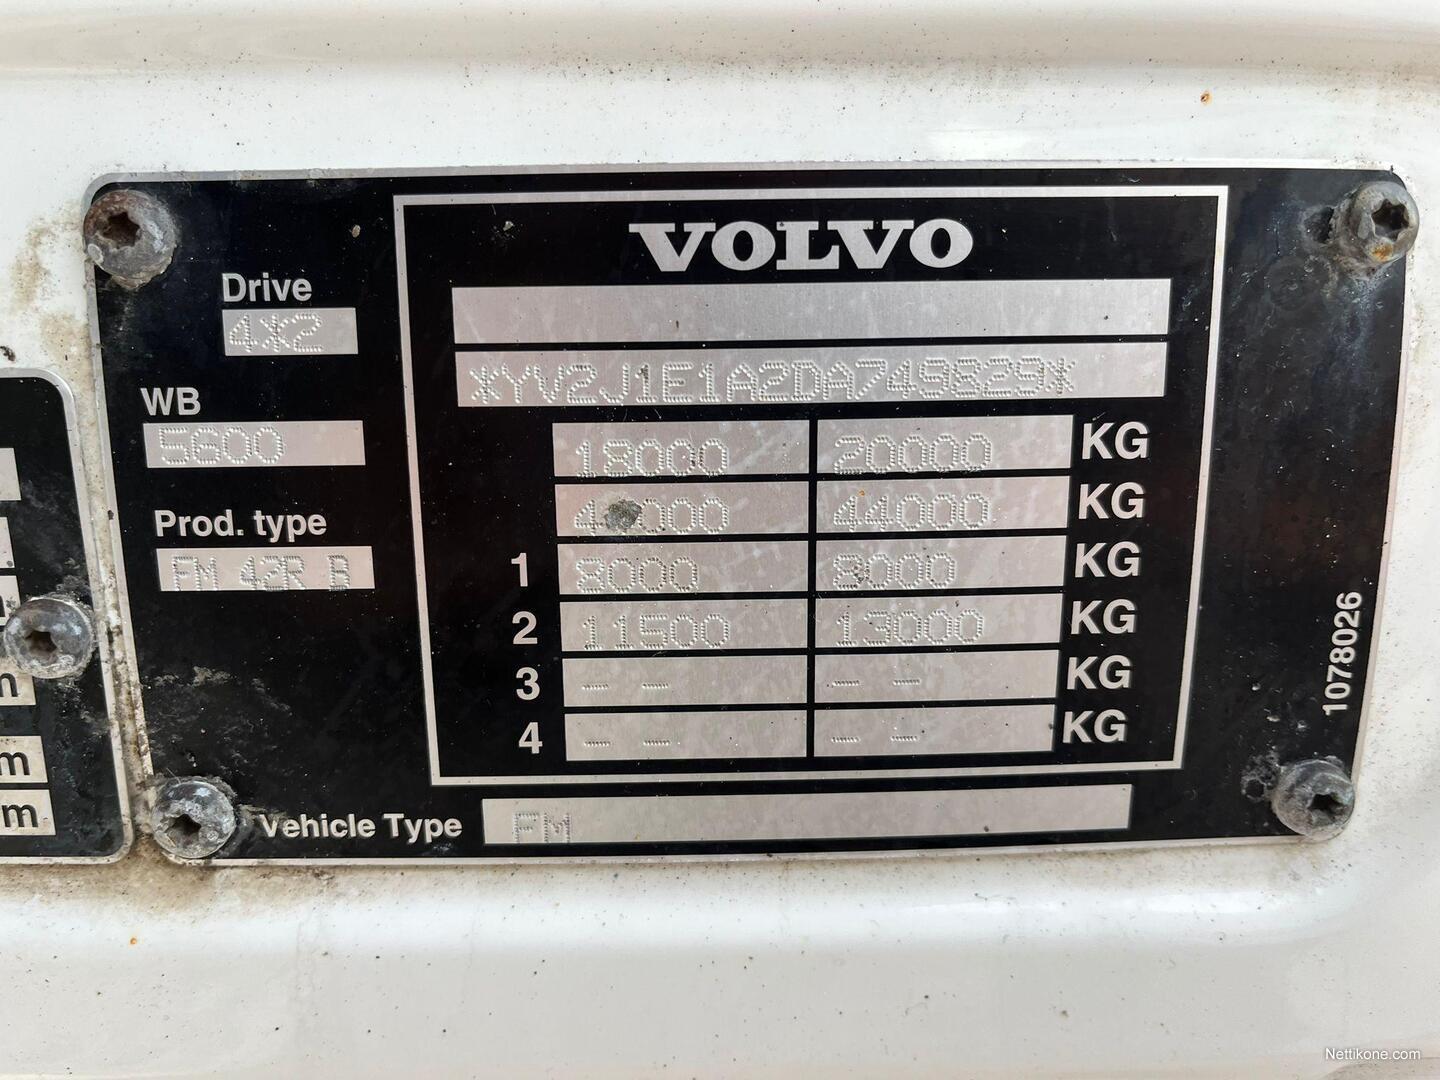 VOLVO
Drive
4X2
*YV2J1E1A2DA749829*
WB
5600
18000 20000 KG
44000 KG
Prod. type
FM 42R B
1 8000 8000 KG
2 11500 13000 KG
3 -- -- KG
4 -- -- KG
Vehicle Type
FM
1078026
m
m
m
Nettikone.com